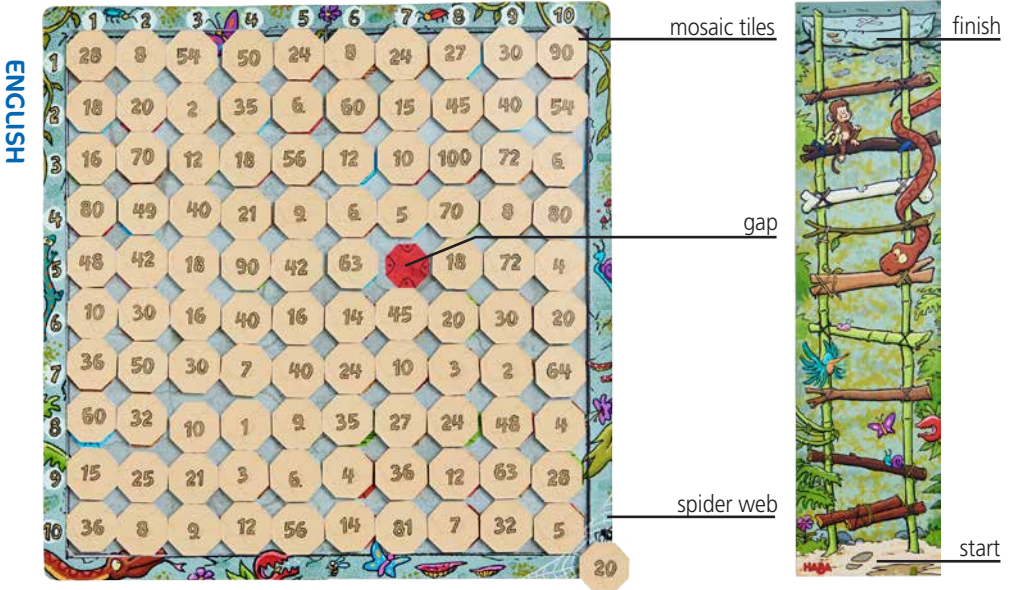 ENGLISH
1 2 3 4 5 6 7 8 9 10
1 28 8 54 50 24 8 24 27 30 90
2 18 20 2 35 6 60 15 45 40 54
3 16 70 12 18 56 12 10 100 72 6
4 80 49 40 21 9 6 5 70 8 80
5 48 42 18 90 42 63 18 72 4
6 10 30 16 40 16 14 45 20 30 20
7 36 50 30 7 40 24 10 3 2 64
8 60 32 10 1 9 35 27 24 48 4
9 15 25 21 3 6 4 36 12 63 28
10 36 8 9 12 56 14 81 7 32 5
20
mosaic tiles
gap
spider web
finish
start
HABA